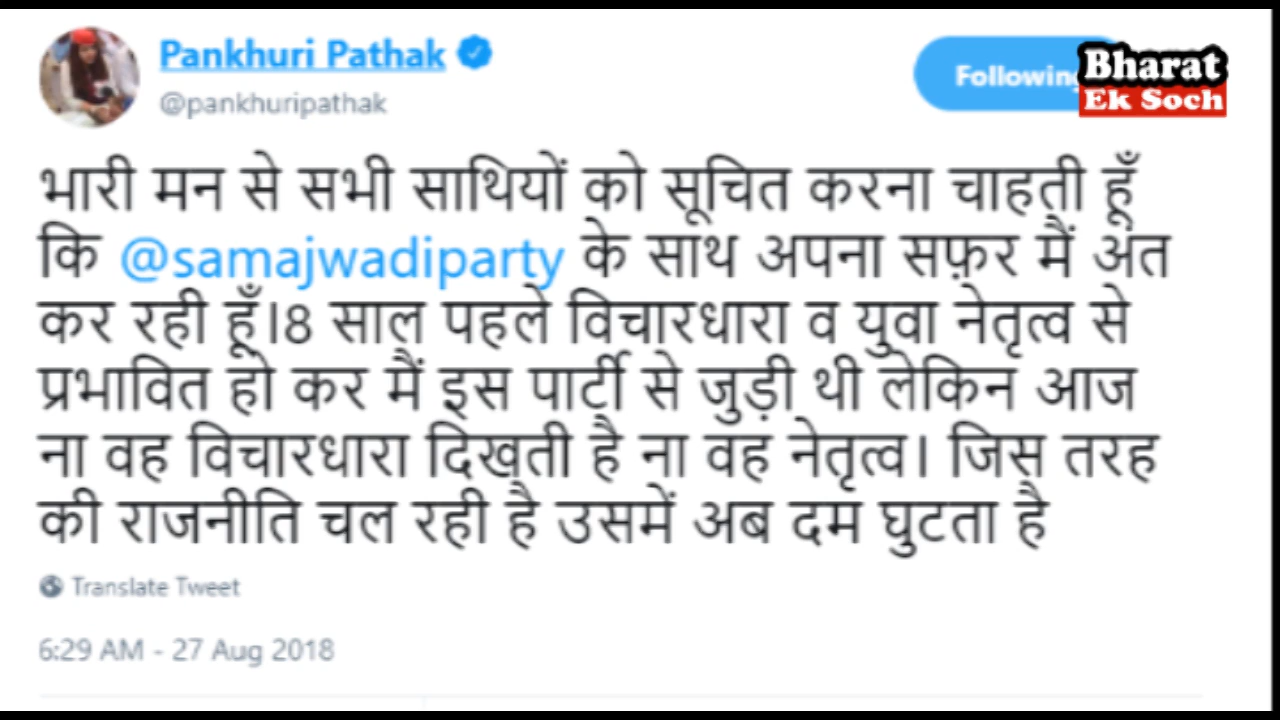 Pankhuri Pathak
@pankhuripathak
Following
Bharat
Ek Soch
भारी मन से सभी साथियों को सूचित करना चाहती हूँ
कि @samajwadiparty के साथ अपना सफ़र मैं अंत
कर रही हूँ।8 साल पहले विचारधारा व युवा नेतृत्व से
प्रभावित हो कर मैं इस पार्टी से जुड़ी थी लेकिन आज
ना वह विचारधारा दिखती है ना वह नेतृत्व। जिस तरह
की राजनीति चल रही है उसमें अब दम घुटता है
Translate Tweet
6:29 AM - 27 Aug 2018